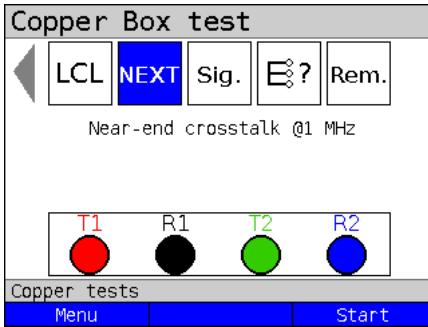 Copper Box test
LCL NEXT Sig. E? Rem.
Near-end crosstalk @1 MHz
T1 R1 T2 R2
Copper tests
Menu Start